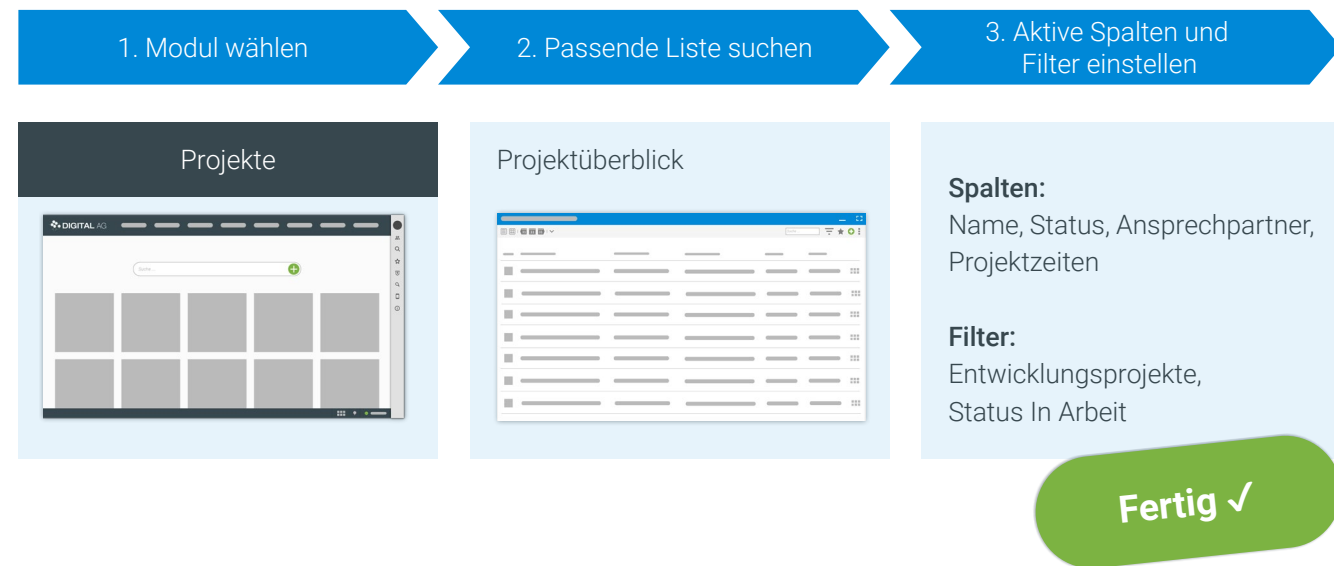 1. Modul wählen
2. Passende Liste suchen
3. Aktive Spalten und
Filter einstellen
Projekte
DIGITAL AG
Suche ...
Projektüberblick
Spalten:
Name, Status, Ansprechpartner,
Projektzeiten
Filter:
Entwicklungsprojekte,
Status In Arbeit
Fertig ✓